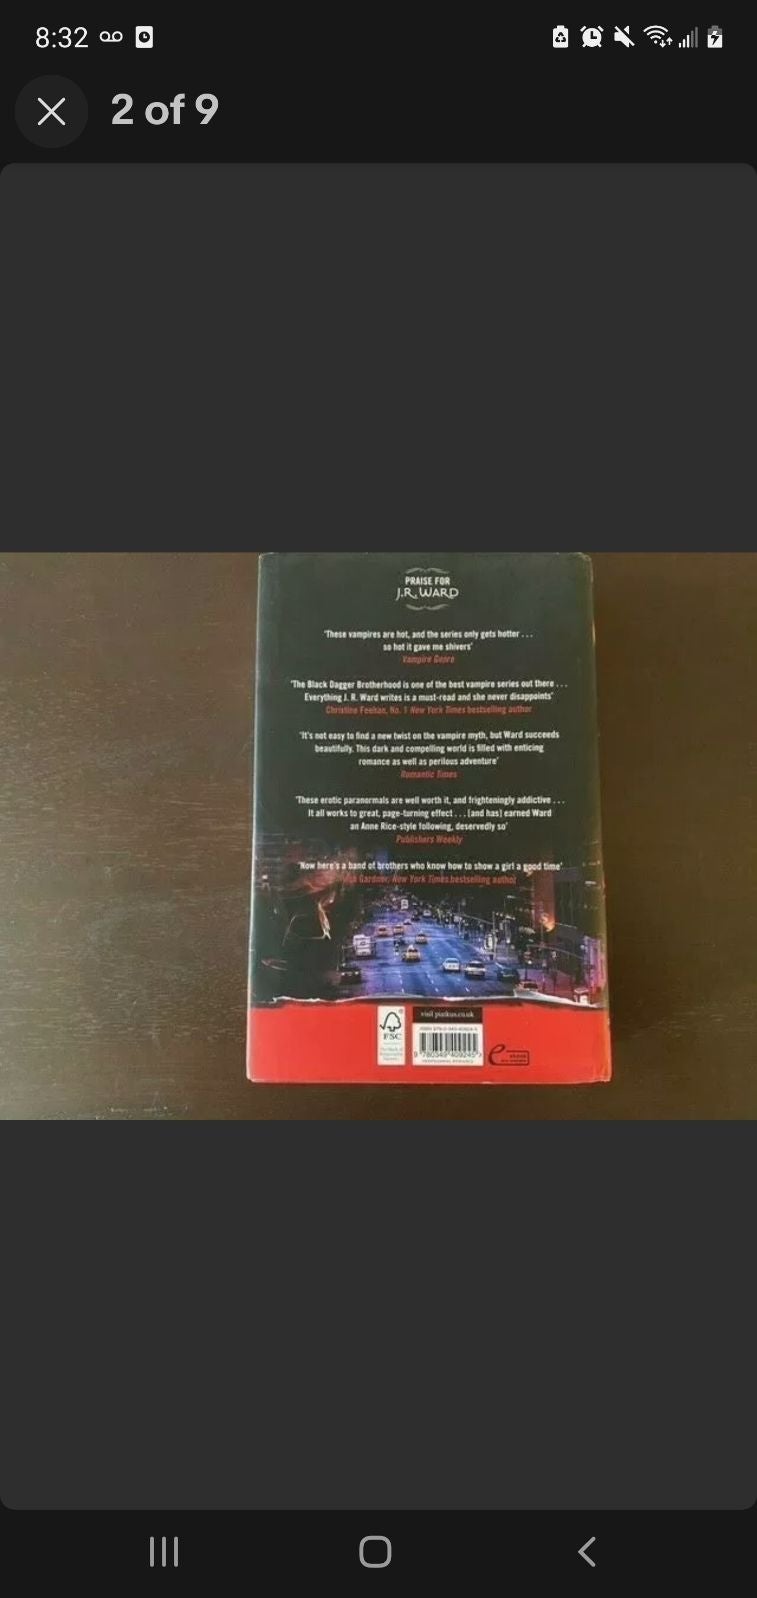 8:32
2 of 9
PRAISE FOR
J.R. WARD
'These vampires are hot, and the series only gets hotter . . .
so hot it gave me shivers'
Vampire Genre
'The Black Dagger Brotherhood is one of the best vampire series out there . . .
Everything J. R. Ward writes is a must-read and she never disappoints'
Christine Feehan, No. 1 New York Times bestselling author
'It's not easy to find a new twist on the vampire myth, but Ward succeeds
beautifully. This dark and compelling world is filled with enticing
romance as well as perilous adventure'
Romantic Times
'These erotic paranormals are well worth it, and frighteningly addictive . . .
It all works to great, page-turning effect . . . [and has] earned Ward
an Anne Rice-style following, deservedly so'
Publishers Weekly
'Now here's a band of brothers who know how to show a girl a good time'
Gardner, New York Times bestselling author
visit piatkus.co.uk
FSC
9 780349 409245
e